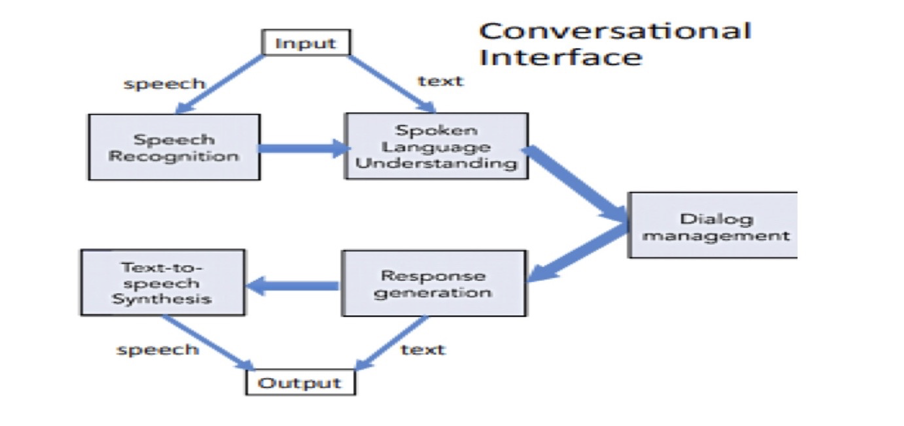 Conversational
Interface
Input
speech
text
Speech
Recognition
Spoken
Language
Understanding
Dialog
management
Text-to-
speech
Synthesis
Response
generation
speech
text
Output